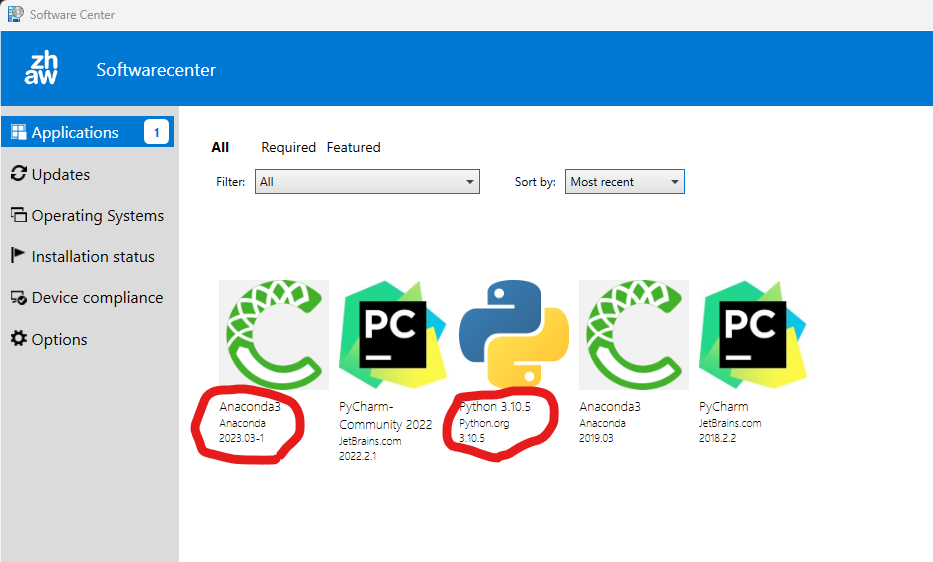 Software Center
zh
aw
Softwarecenter
Applications 1
Updates
Operating Systems
Installation status
Device compliance
Options
All Required Featured
Filter: All Sort by: Most recent
PC
PC
Anaconda3
Anaconda
2023.03-1
PyCharm-
Community 2022
JetBrains.com
2022.2.1
Python 3.10.5
Python.org
3.10.5
Anaconda3
Anaconda
2019.03
PyCharm
JetBrains.com
2018.2.2